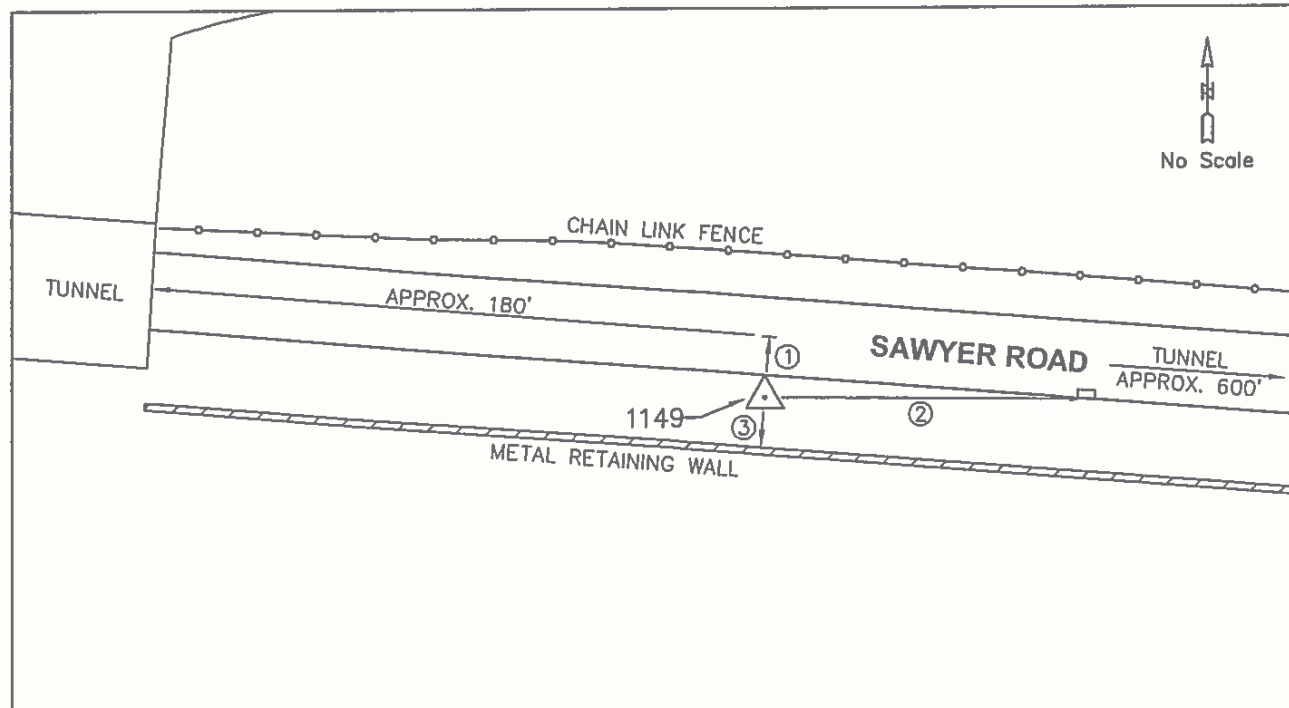 No Scale
CHAIN LINK FENCE
TUNNEL
APPROX. 180'
①
SAWYER ROAD
TUNNEL
APPROX. 600'
1149
②
③
METAL RETAINING WALL